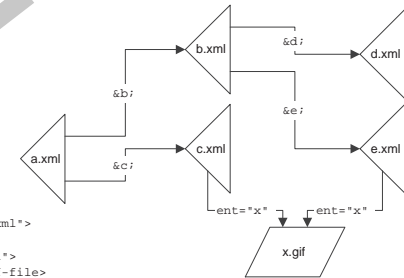 b.xml
&d;
d.xml
&b;
&e;
a.xml
c.xml
e.xml
&c;
ent="x"
ent="x"
x.gif
ml">
">
-file>